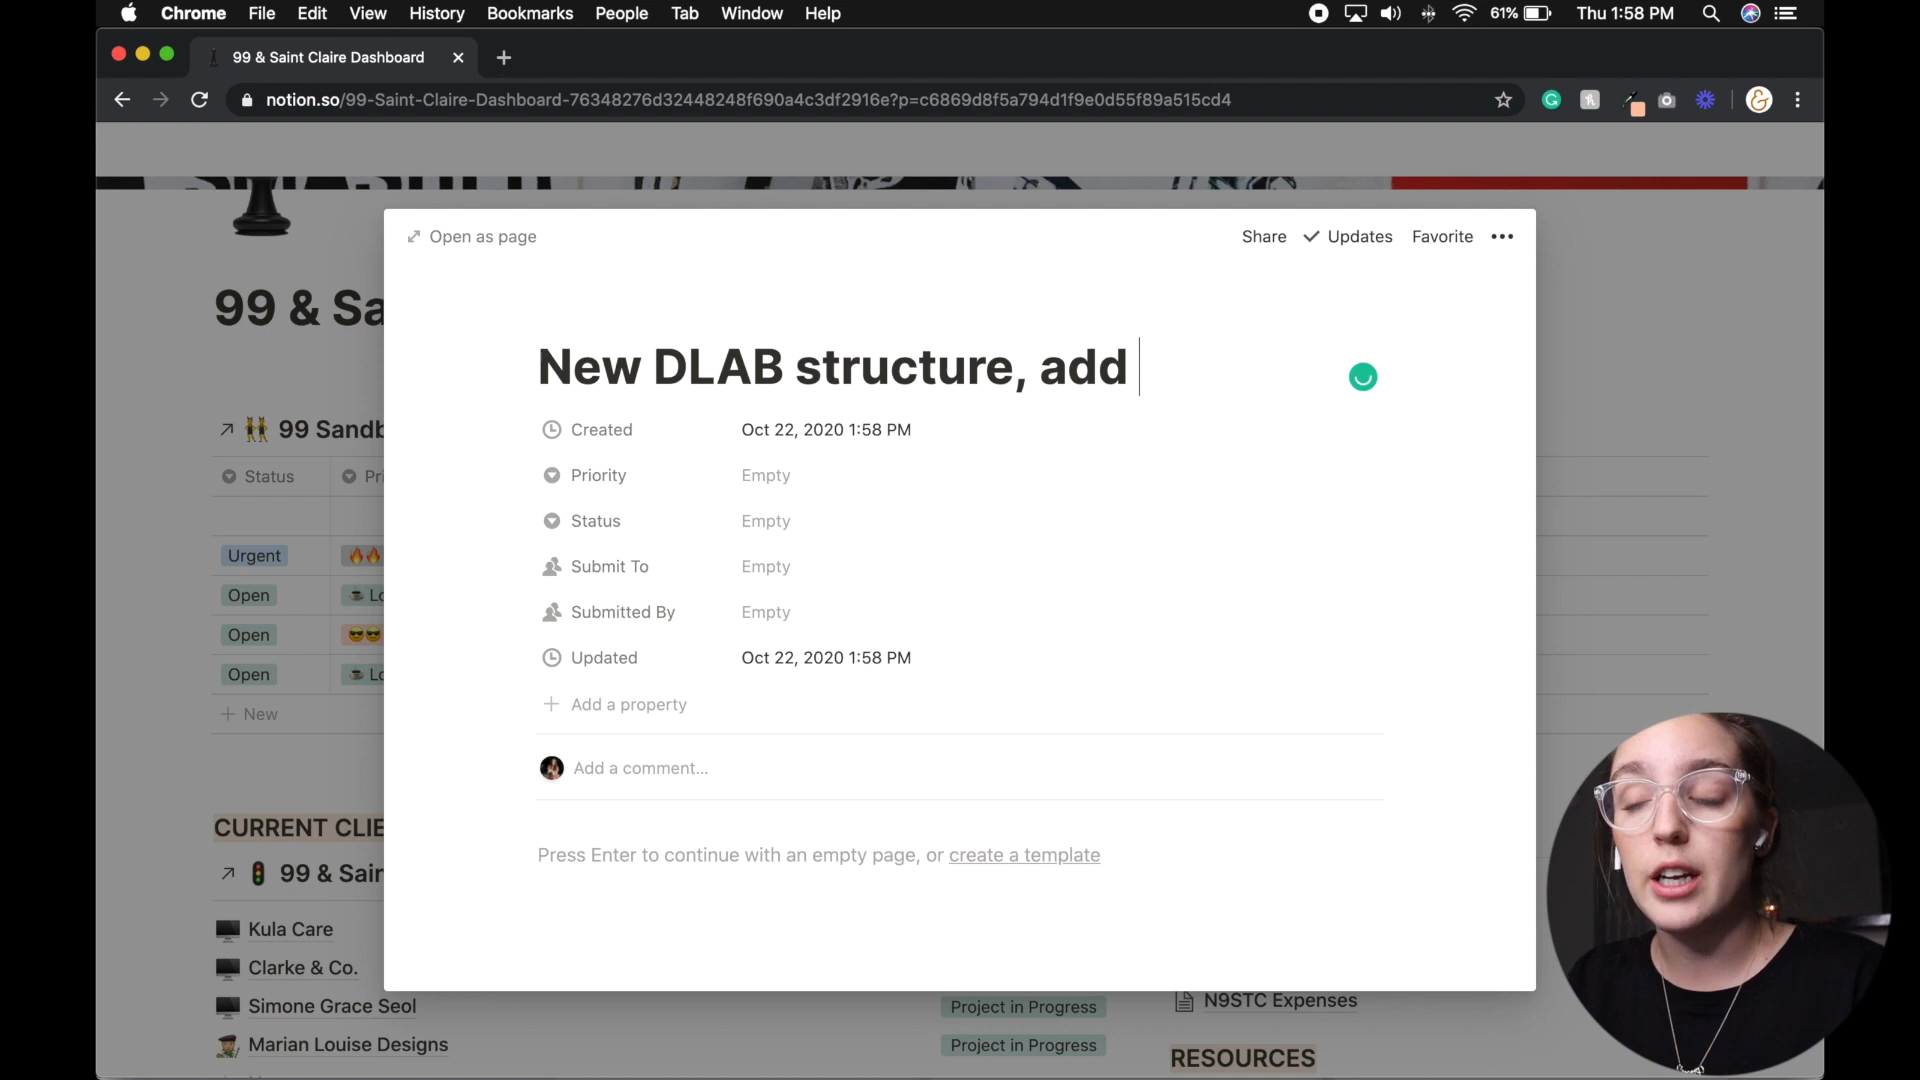 Chrome File Edit View History Bookmarks People Tab Window Help 61% Thu 1:58 PM
99 & Saint Claire Dashboard
notion.so/99-Saint-Claire-Dashboard-76348276d32448248f690a4c3df2916e?p=c6869d8f5a794d1f9e0d55f89a515cd4
Open as page Share Updates Favorite
99 & Sa
New DLAB structure, add
99 Sandb
Created Oct 22, 2020 1:58 PM
Status Pri
Priority Empty
Status Empty
Urgent
Submit To Empty
Open Lo
Submitted By Empty
Open
Updated Oct 22, 2020 1:58 PM
Open Lo
Add a property
New
Add a comment...
CURRENT CLIE
Press Enter to continue with an empty page, or create a template
99 & Sain
Kula Care
Clarke & Co.
Simone Grace Seol Project in Progress N9STC Expenses
Marian Louise Designs Project in Progress
RESOURCES